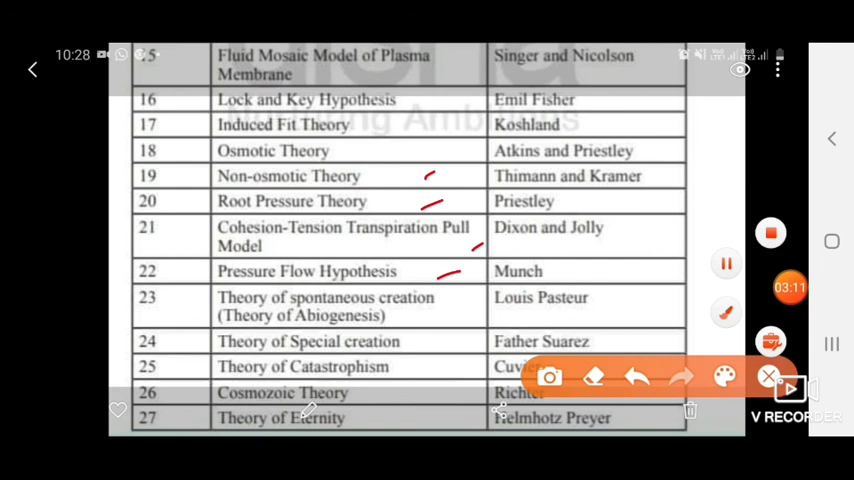 10:28
15 Fluid Mosaic Model of Plasma Singer and Nicolson
Membrane
16 Lock and Key Hypothesis Emil Fisher
Nurturing Ambitions
17 Induced Fit Theory Koshland
18 Osmotic Theory Atkins and Priestley
19 Non-osmotic Theory Thimann and Kramer
20 Root Pressure Theory Priestley
21 Cohesion-Tension Transpiration Pull Dixon and Jolly
Model
22 Pressure Flow Hypothesis Munch
03:11
23 Theory of spontaneous creation Louis Pasteur
(Theory of Abiogenesis)
24 Theory of Special creation Father Suarez
25 Theory of Catastrophism
26 Cosmozoic Theory Richter
27 Theory of Eternity Helmhotz Preyer
V RECORDER